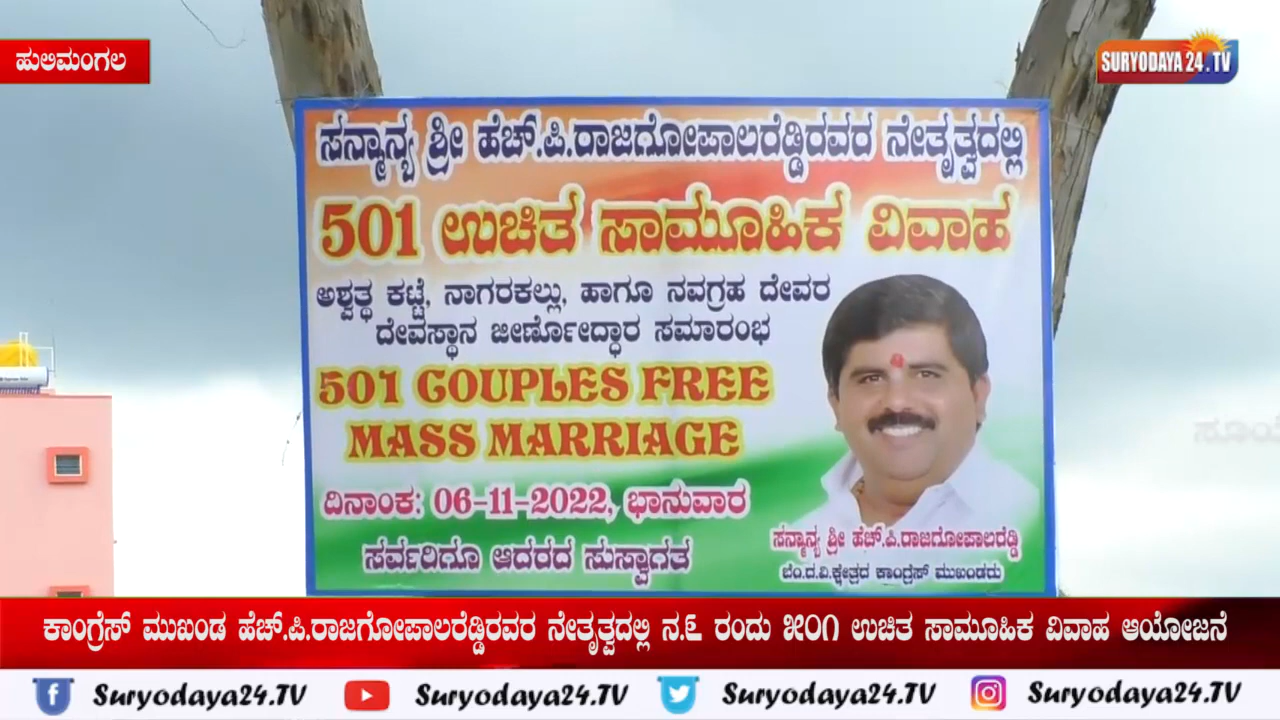 ಹುಲಿಮಂಗಲ
SURYODAYA 24.TV
ಸನ್ಮಾನ್ಯ ಶ್ರೀ ಹೆಚ್.ಪಿ.ರಾಜಗೋಪಾಲರೆಡ್ಡಿರವರ ನೇತೃತ್ವದಲ್ಲಿ
501 ಉಚಿತ ಸಾಮೂಹಿಕ ವಿವಾಹ
ಅಶ್ವತ್ಥ ಕಟ್ಟೆ, ನಾಗರಕಲ್ಲು, ಹಾಗೂ ನವಗ್ರಹ ದೇವರ
ದೇವಸ್ಥಾನ ಜೀರ್ಣೋದ್ಧಾರ ಸಮಾರಂಭ
501 COUPLES FREE
MASS MARRIAGE
ದಿನಾಂಕ: 06-11-2022, ಭಾನುವಾರ
ಸರ್ವರಿಗೂ ಆದರದ ಸುಸ್ವಾಗತ
ಸನ್ಮಾನ್ಯ ಶ್ರೀ ಹೆಚ್.ಪಿ.ರಾಜಗೋಪಾಲರೆಡ್ಡಿ
ಬೆಂ.ದ.ವಿ.ಕ್ಷೇತ್ರದ ಕಾಂಗ್ರೆಸ್ ಮುಖಂಡರು
ಕಾಂಗ್ರೆಸ್ ಮುಖಂಡ ಹೆಚ್.ಪಿ.ರಾಜಗೋಪಾಲರೆಡ್ಡಿರವರ ನೇತೃತ್ವದಲ್ಲಿ ನ.೬ ರಂದು ೫೦೧ ಉಚಿತ ಸಾಮೂಹಿಕ ವಿವಾಹ ಆಯೋಜನೆ
Suryodaya24.TV Suryodaya24.TV Suryodaya24.TV Suryodaya24.TV